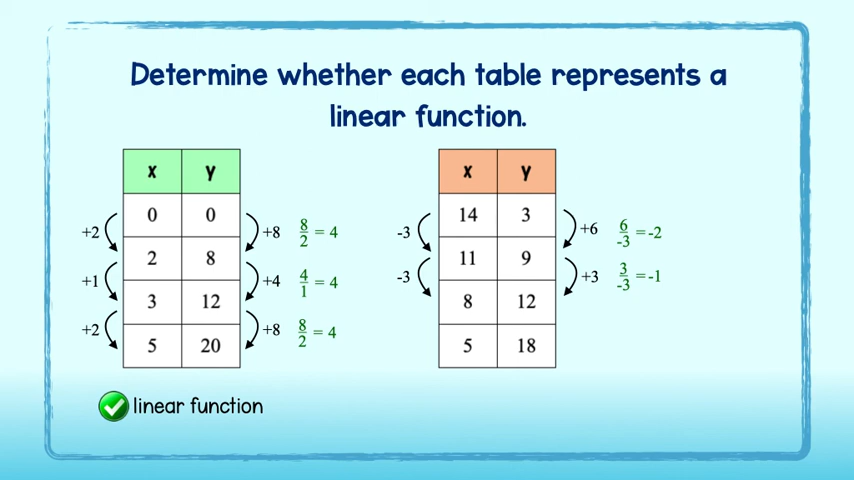 Determine whether each table represents a
linear function.
x y
0 0
2 8
3 12
5 20
+2
+1
+2
+8
+4
+8
8/2 = 4
4/1 = 4
8/2 = 4
linear function
x y
14 3
11 9
8 12
5 18
-3
-3
+6
+3
6/-3 = -2
3/-3 = -1